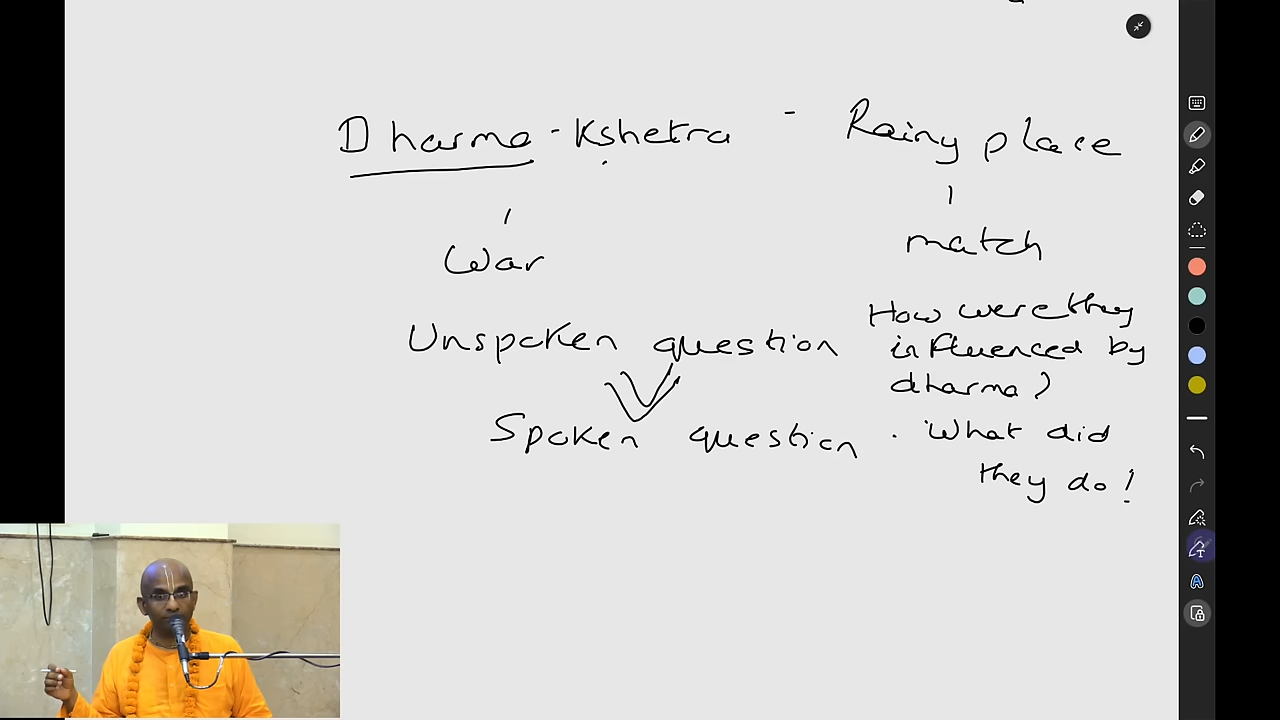 Dharma - Kshetra - Rainy place
War
match
Unspoken question
How were they influenced by dharma?
Spoken question . What did they do!